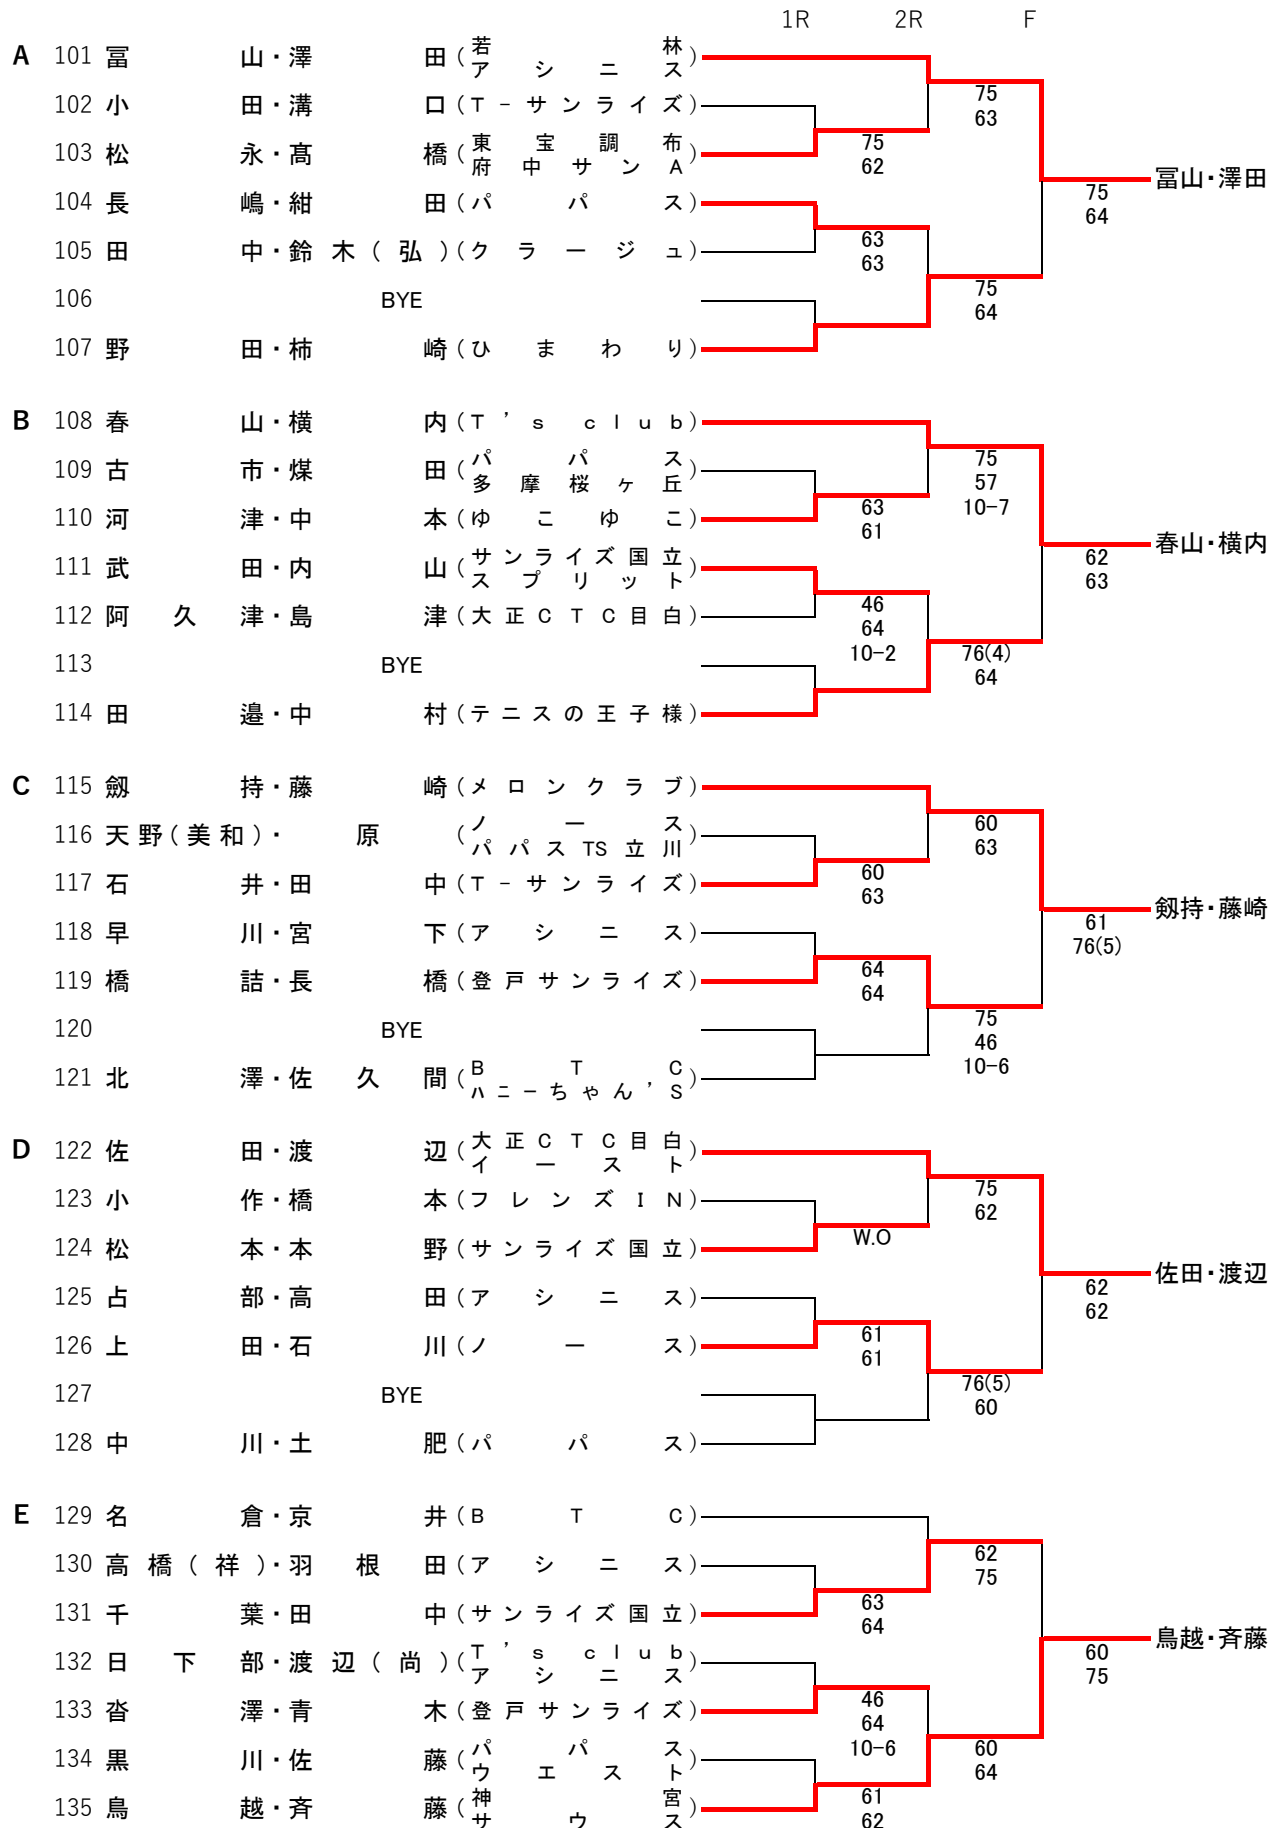 1R 2R F
A 101 冨山・澤田(若林 アシニス)
102 小田・溝口(T-サンライズ)
75
63
103 松永・髙橋(東宝調布 府中サンA)
75
62
冨山・澤田
75
64
104 長嶋・紺田(パパス)
63
63
105 田中・鈴木(弘)(クラージュ)
106 BYE
75
64
107 野田・柿崎(ひまわり)
B 108 春山・横内(T's club)
109 古市・煤田(パパス 多摩桜ヶ丘)
75
57
10-7
110 河津・中本(ゆこゆこ)
63
61
春山・横内
62
63
111 武田・内山(サンライズ国立 スプリット)
112 阿久津・島津(大正CTC目白)
46
64
10-2
113 BYE
76(4)
64
114 田邉・中村(テニスの王子様)
C 115 劔持・藤崎(メロンクラブ)
116 天野(美和)・原(ノース パパスTS立川)
60
63
117 石井・田中(T-サンライズ)
60
63
劔持・藤崎
61
76(5)
118 早川・宮下(アシニス)
119 橋詰・長橋(登戸サンライズ)
64
64
120 BYE
75
46
10-6
121 北澤・佐久間(BTC ハニーちゃん'S)
D 122 佐田・渡辺(大正CTC目白 イースト)
123 小作・橋本(フレンズIN)
75
62
124 松本・本野(サンライズ国立)
W.O
佐田・渡辺
62
62
125 占部・高田(アシニス)
126 上田・石川(ノース)
61
61
127 BYE
76(5)
60
128 中川・土肥(パパス)
E 129 名倉・京井(BTC)
130 高橋(祥)・羽根田(アシニス)
62
75
131 千葉・田中(サンライズ国立)
63
64
鳥越・斉藤
60
75
132 日下部・渡辺(尚)(T's club アシニス)
133 沓澤・青木(登戸サンライズ)
46
64
10-6
134 黒川・佐藤(パパス ウエスト)
60
64
135 鳥越・斉藤(神宮 サウス)
61
62